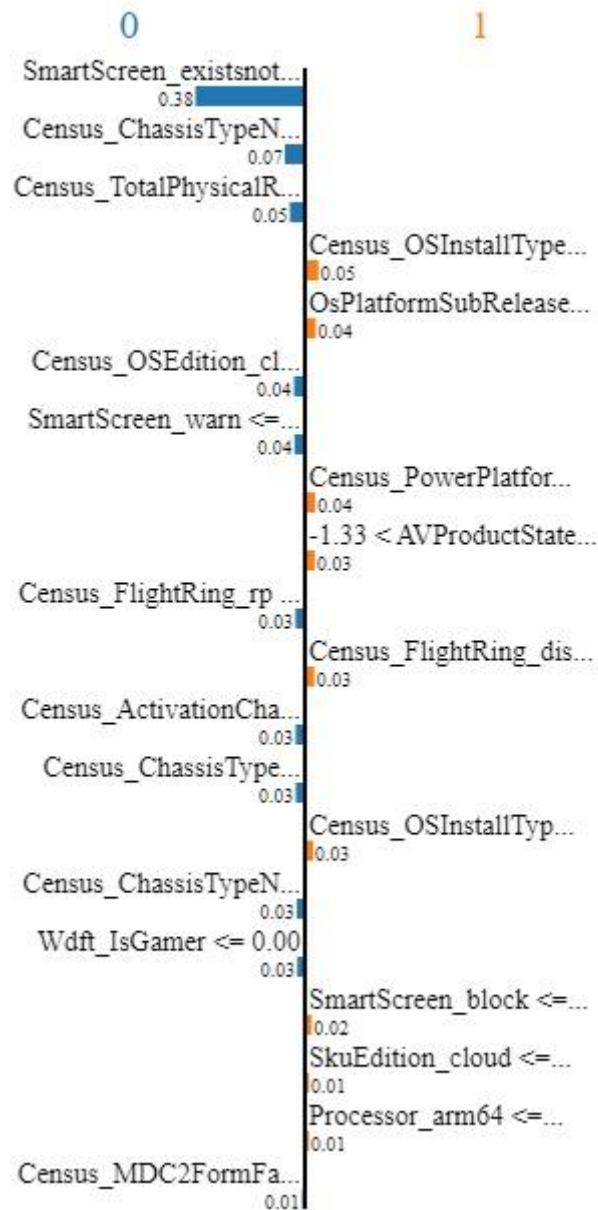 0 1
SmartScreen_existsnot...
0.38
Census_ChassisTypeN...
0.07
Census_TotalPhysicalR...
0.05
Census_OSInstallType...
0.05
OsPlatformSubRelease...
0.04
Census_OSEdition_cl...
0.04
SmartScreen_warn <=...
0.04
Census_PowerPlatfor...
0.04
-1.33 < AVProductState...
0.03
Census_FlightRing_rp ...
0.03
Census_FlightRing_dis...
0.03
Census_ActivationCha...
0.03
Census_ChassisType...
0.03
Census_OSInstallTyp...
0.03
Census_ChassisTypeN...
0.03
Wdft_IsGamer <= 0.00
0.03
SmartScreen_block <=...
0.02
SkuEdition_cloud <=...
0.01
Processor_arm64 <=...
0.01
Census_MDC2FormFa...
0.01